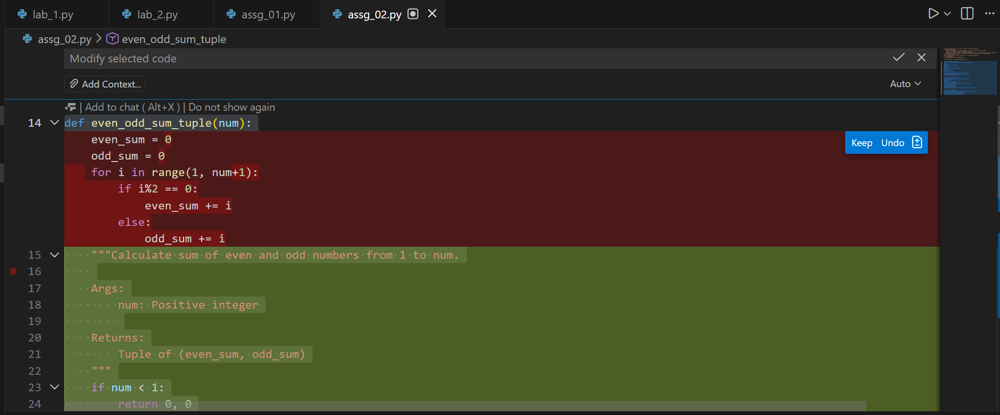 lab_1.py lab_2.py assg_01.py assg_02.py
assg_02.py > even_odd_sum_tuple
Modify selected code
Add Context... Auto
| Add to chat ( Alt+X ) | Do not show again
14 def even_odd_sum_tuple(num):
even_sum = 0
Keep Undo
odd_sum = 0
for i in range(1, num+1):
if i%2 == 0:
even_sum += i
else:
odd_sum += i
15 """Calculate sum of even and odd numbers from 1 to num.
16
17 Args:
18 num: Positive integer
19
20 Returns:
21 Tuple of (even_sum, odd_sum)
22 """
23 if num < 1:
24 return 0, 0